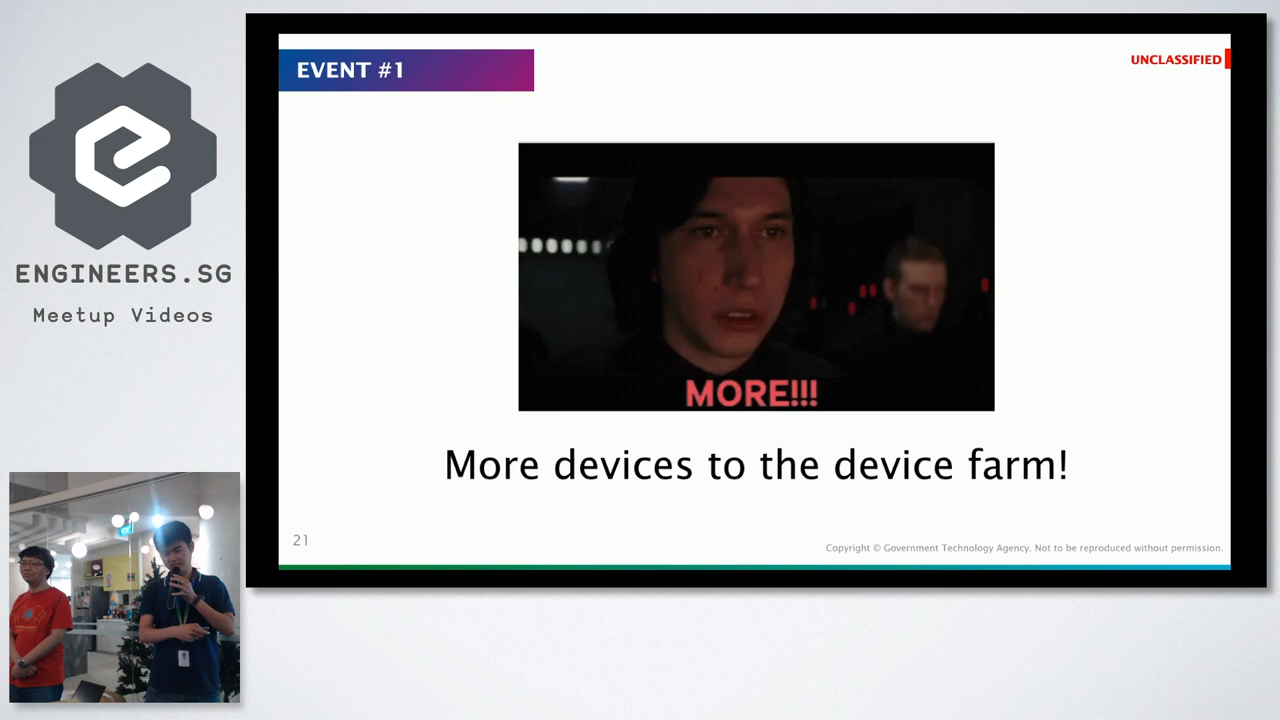 ENGINEERS.SG
Meetup Videos
EVENT #1
UNCLASSIFIED
MORE!!!
More devices to the device farm!
21
Copyright © Government Technology Agency. Not to be reproduced without permission.